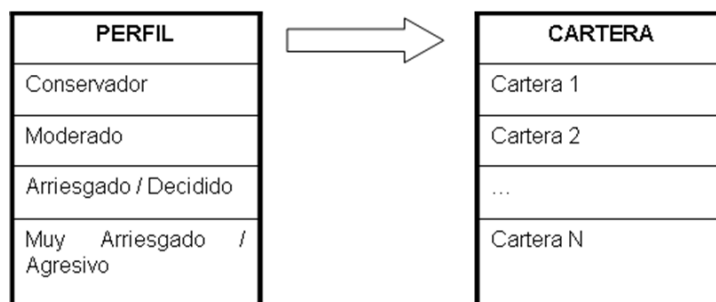 PERFIL
Conservador
Moderado
Arriesgado / Decidido
Muy Arriesgado /
Agresivo
CARTERA
Cartera 1
Cartera 2
...
Cartera N